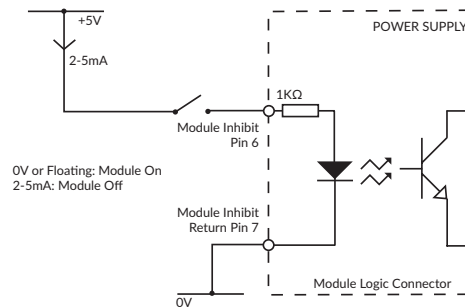 +5V
POWER SUPPLY
2-5mA
1KΩ
Module Inhibit
Pin 6
0V or Floating: Module On
2-5mA: Module Off
Module Inhibit
Return Pin 7
Module Logic Connector
0V